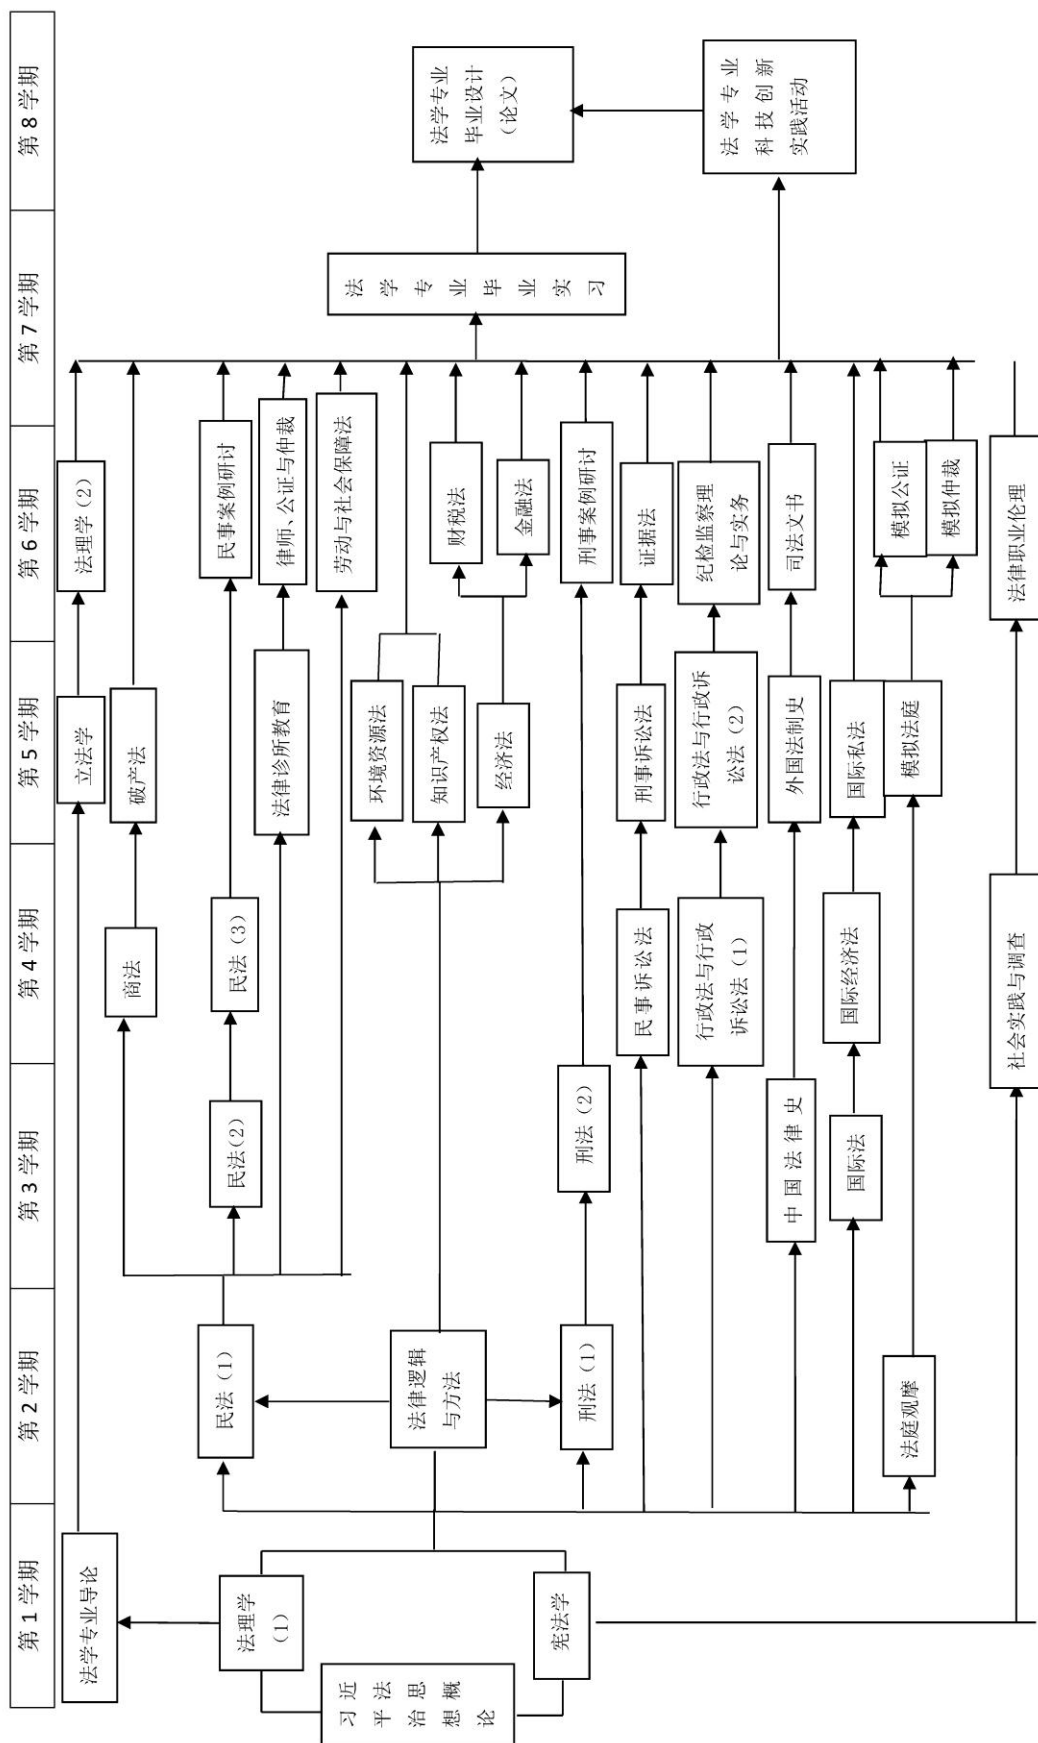 第 1 学期
第 2 学期
第 3 学期
第 4 学期
第 5 学期
第 6 学期
第 7 学期
第 8 学期
法学专业导论
法理学
(1)
习近
平法
治思
想概
论
宪法学
民法（1）
法律逻辑
与方法
刑法（1）
法庭观摩
民法(2)
刑法（2）
中国法律史
国际法
商法
民法（3）
民事诉讼法
行政法与行政
诉讼法（1）
国际经济法
社会实践与调查
立法学
破产法
法律诊所教育
环境资源法
知识产权法
经济法
刑事诉讼法
行政法与行政诉
讼法（2）
外国法制史
国际私法
模拟法庭
法理学（2）
民事案例研讨
律师、公证与仲裁
劳动与社会保障法
财税法
金融法
刑事案例研讨
证据法
纪检监察理
论与实务
司法文书
模拟公证
模拟仲裁
法律职业伦理
法学专业毕业实习
法学专业
毕业设计
（论文）
法学专业
科技创新
实践活动